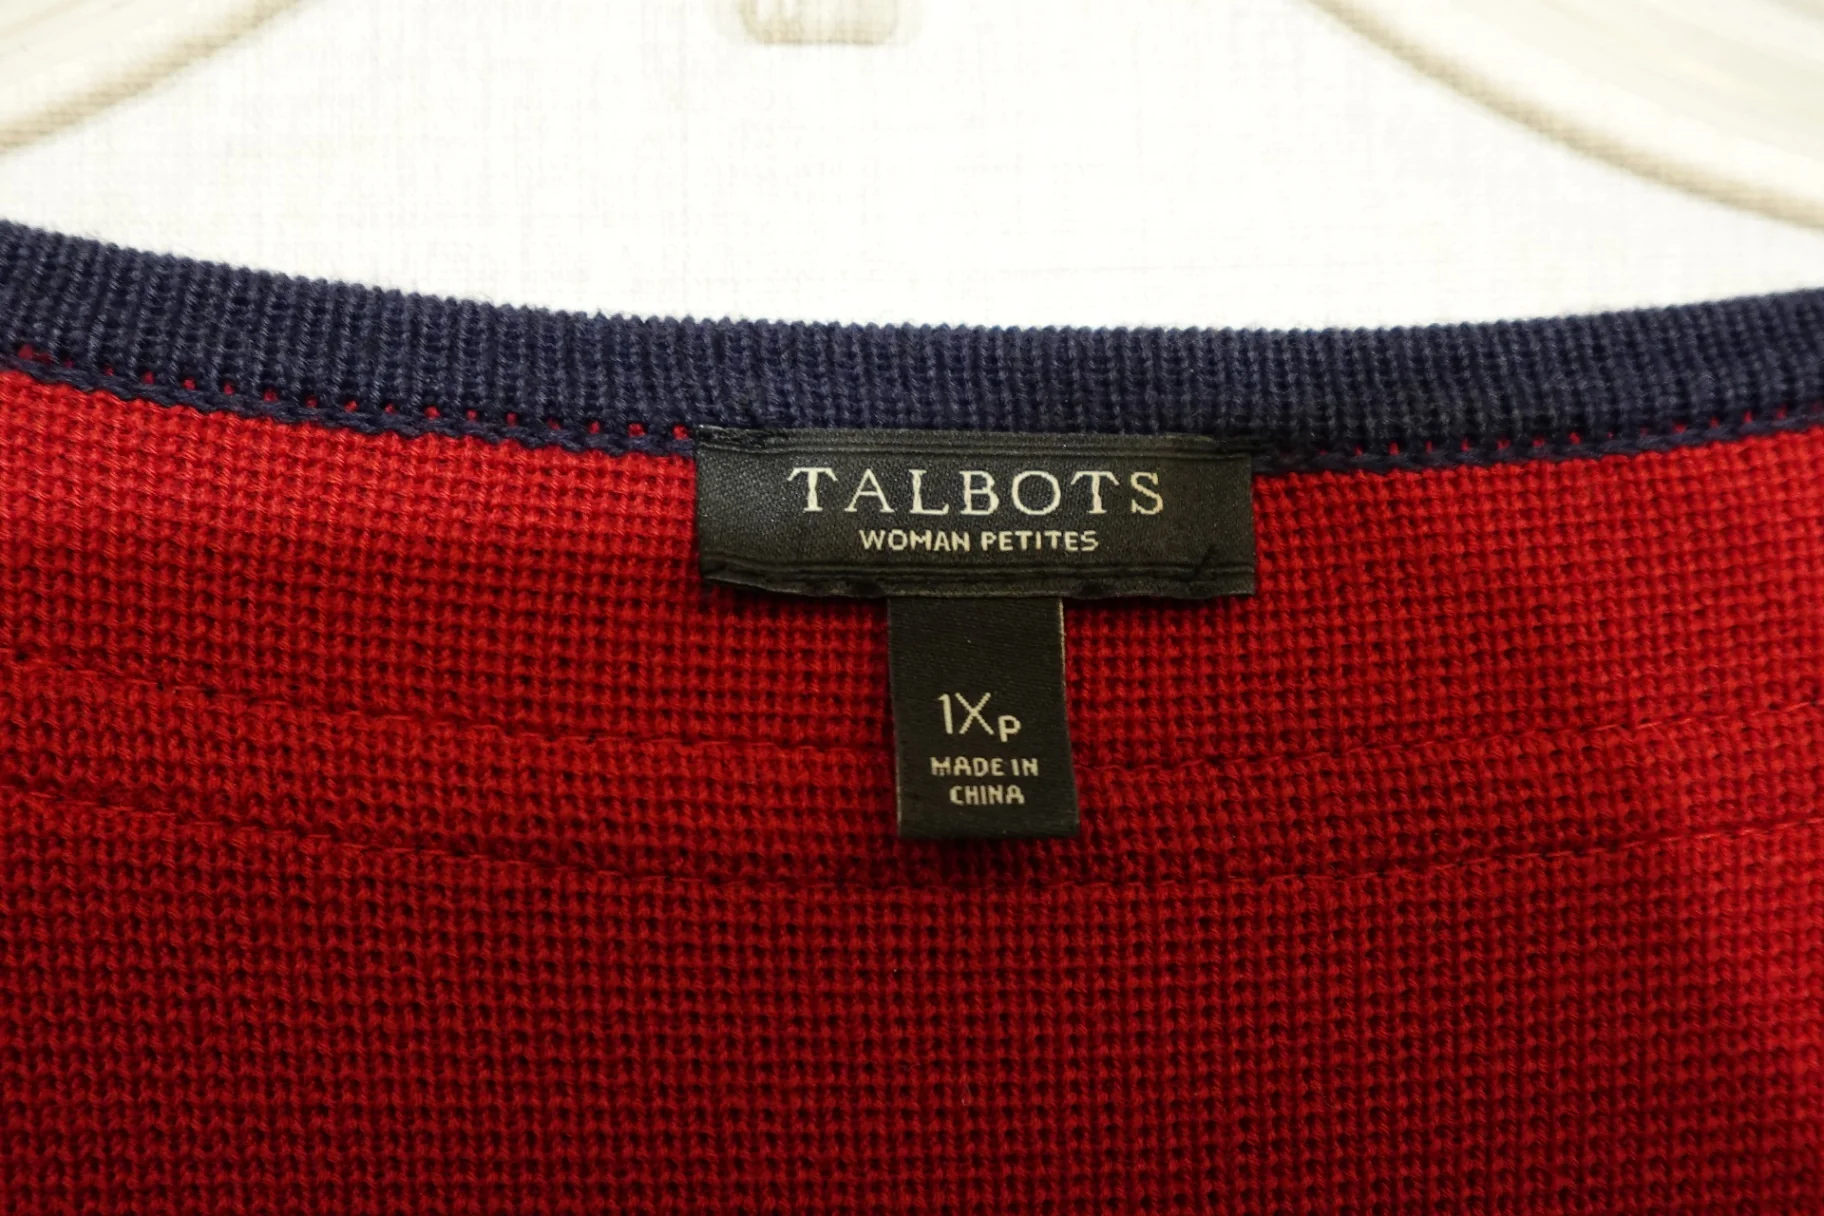 TALBOTS
WOMAN PETITES
1XP
MADE IN
CHINA